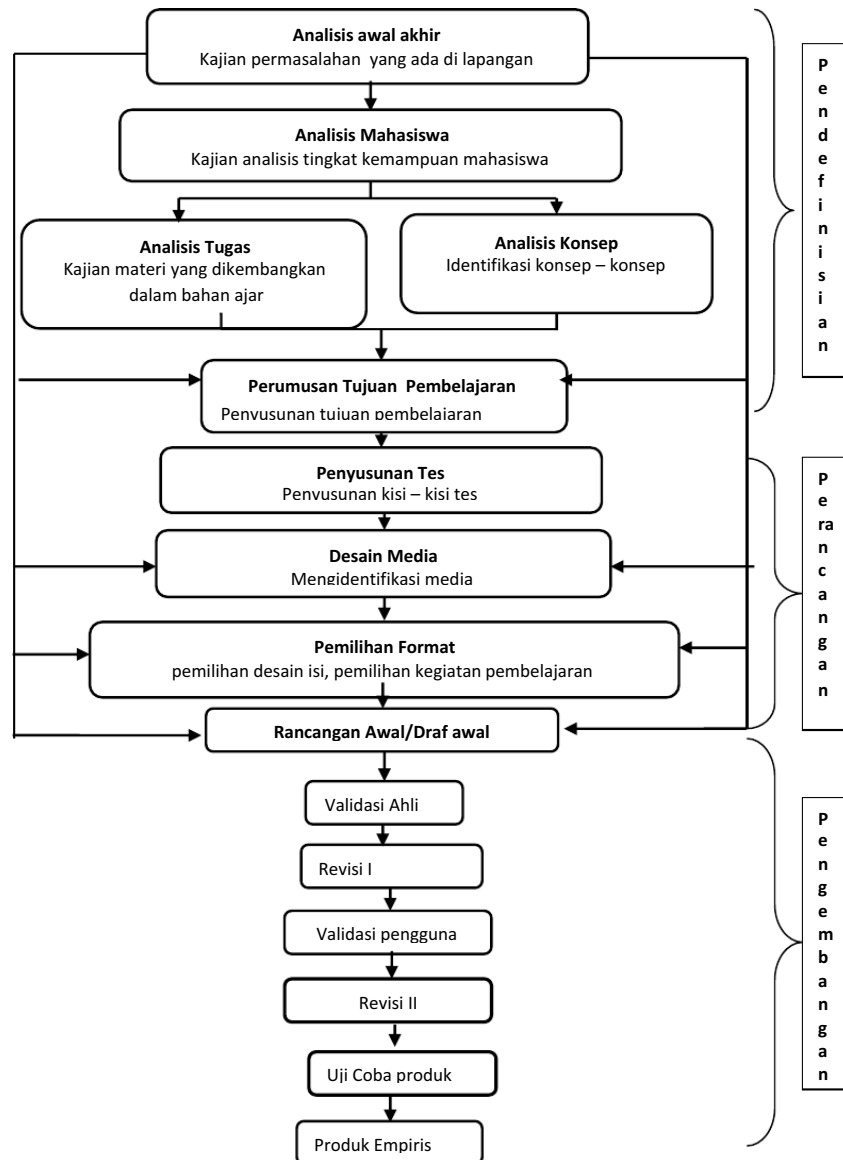 Analisis awal akhir
Kajian permasalahan yang ada di lapangan
Analisis Mahasiswa
Kajian analisis tingkat kemampuan mahasiswa
Analisis Tugas
Kajian materi yang dikembangkan
dalam bahan ajar
Analisis Konsep
Identifikasi konsep – konsep
Perumusan Tujuan Pembelajaran
Penyusunan tujuan pembelajaran
Pendefinisian
Penyusunan Tes
Penyusunan kisi – kisi tes
Desain Media
Mengidentifikasi media
Pemilihan Format
pemilihan desain isi, pemilihan kegiatan pembelajaran
Rancangan Awal/Draf awal
Perancangan
Validasi Ahli
Revisi I
Validasi pengguna
Revisi II
Uji Coba produk
Produk Empiris
Pengembangan